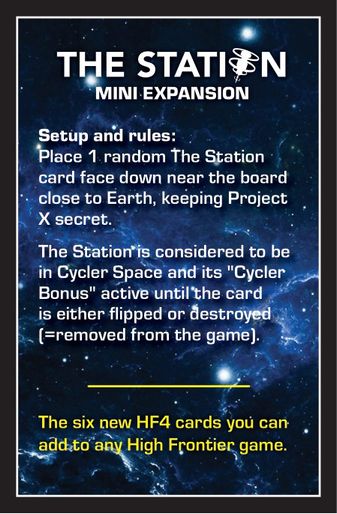 THE STATION
MINI EXPANSION
Setup and rules:
Place 1 random The Station
card face down near the board
close to Earth, keeping Project
X secret.
The Station is considered to be
in Cycler Space and its "Cycler
Bonus" active until the card
is either flipped or destroyed
(=removed from the game).
The six new HF4 cards you can
add to any High Frontier game.